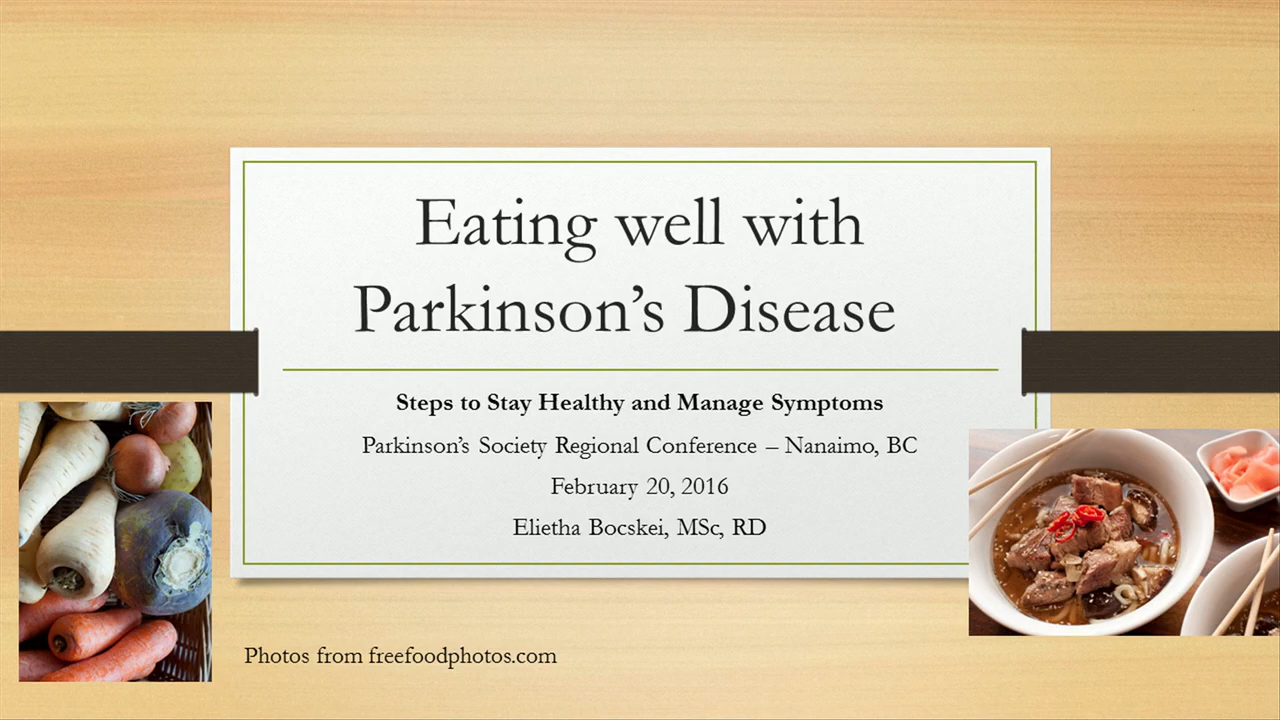 Eating well with
Parkinson’s Disease
Steps to Stay Healthy and Manage Symptoms
Parkinson’s Society Regional Conference – Nanaimo, BC
February 20, 2016
Elietha Bocskei, MSc, RD
Photos from freefoodphotos.com